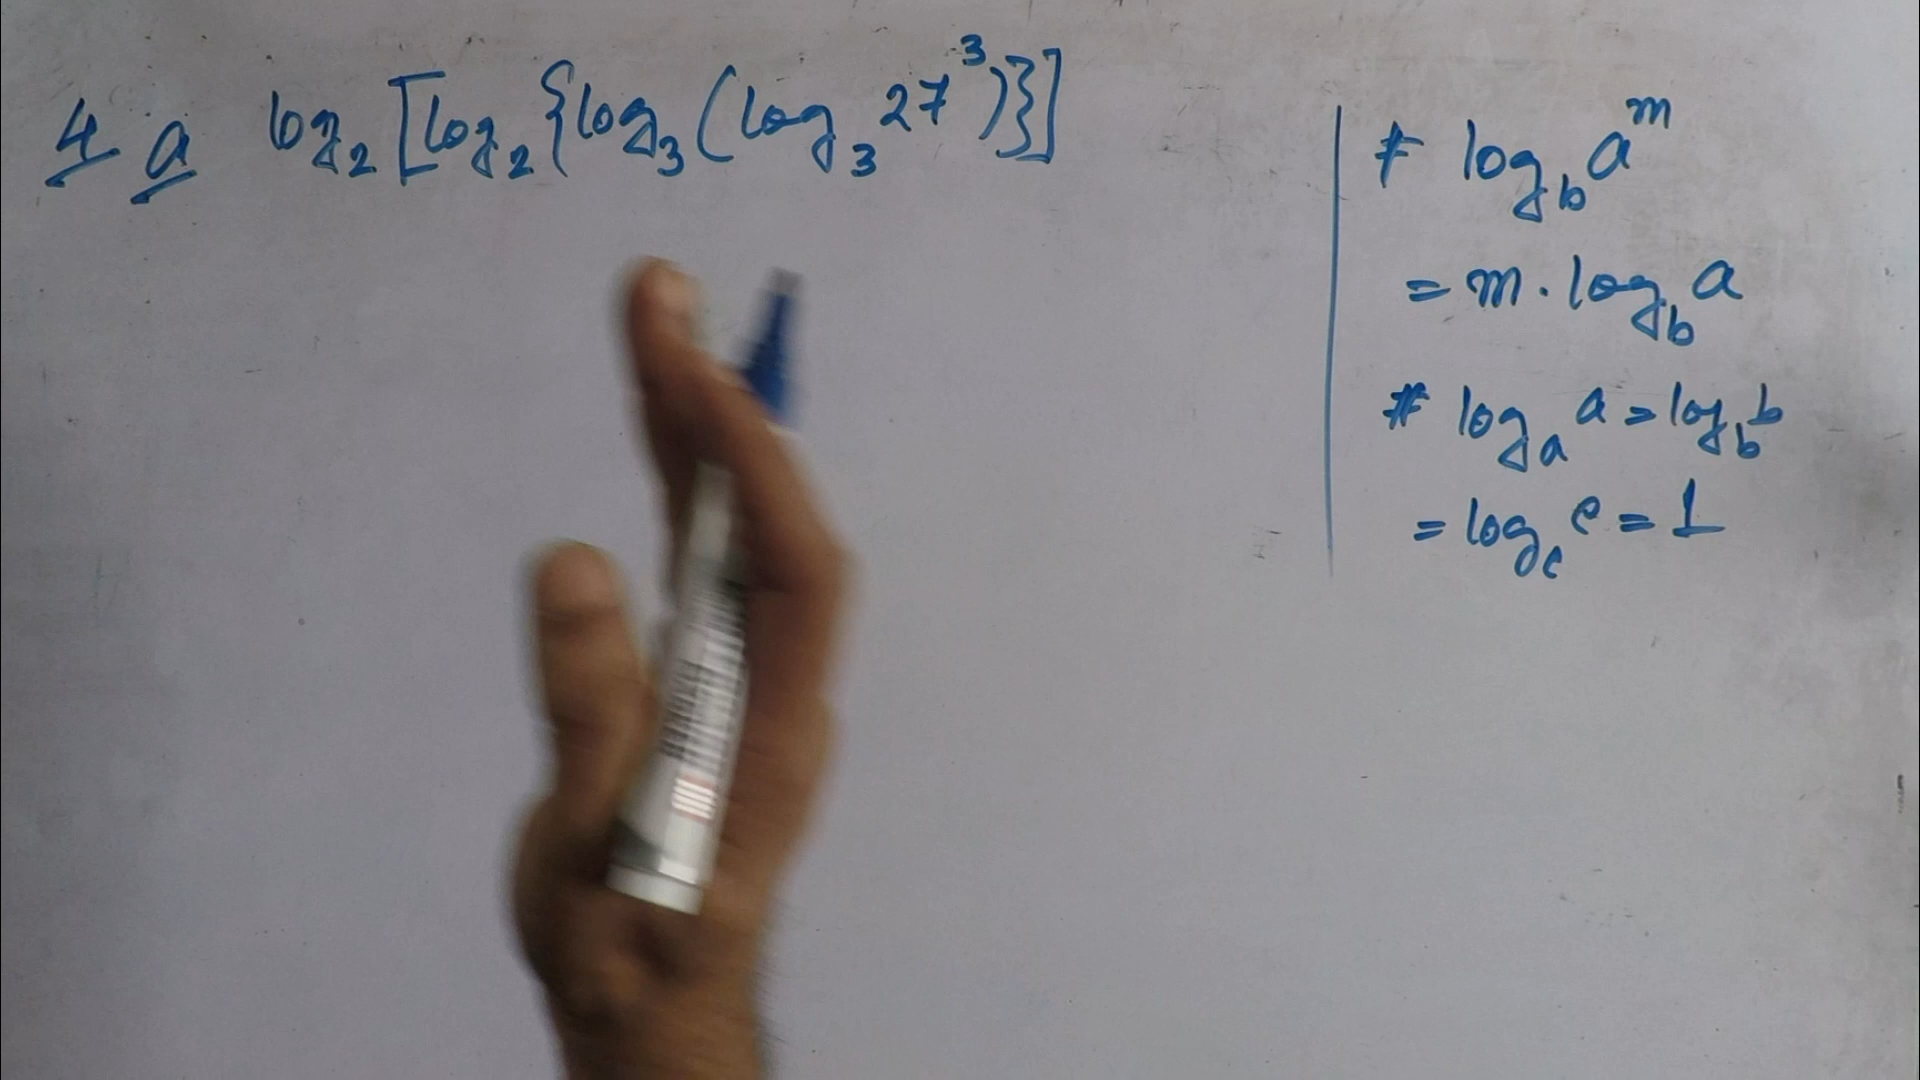 4 a log₂[log₂{log₃(log₃27³)}]
# log_b a^m
= m . log_b a
# log_a a = log_b b
= log_c c = 1